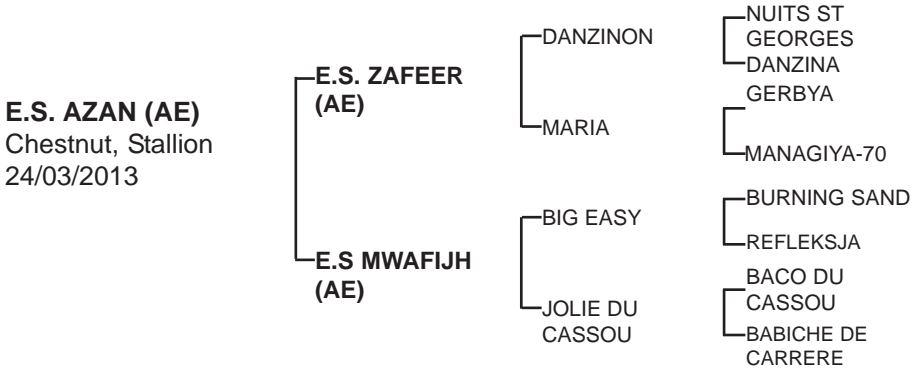 E.S. AZAN (AE)
Chestnut, Stallion
24/03/2013
E.S. ZAFEER
(AE)
E.S MWAFIJH
(AE)
DANZINON
MARIA
BIG EASY
JOLIE DU
CASSOU
NUITS ST
GEORGES
DANZINA
GERBYA
MANAGIYA-70
BURNING SAND
REFLEKSJA
BACO DU
CASSOU
BABICHE DE
CARRERE